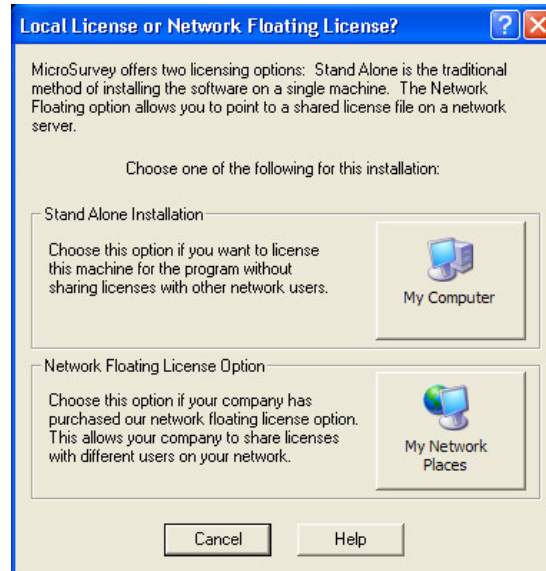 Local License or Network Floating License?
MicroSurvey offers two licensing options:  Stand Alone is the traditional
method of installing the software on a single machine.  The Network
Floating option allows you to point to a shared license file on a network
server.
Choose one of the following for this installation:
Stand Alone Installation
Choose this option if you want to license
this machine for the program without
sharing licenses with other network users.
My Computer
Network Floating License Option
Choose this option if your company has
purchased our network floating license option.
This allows your company to share licenses
with different users on your network.
My Network
Places
Cancel
Help